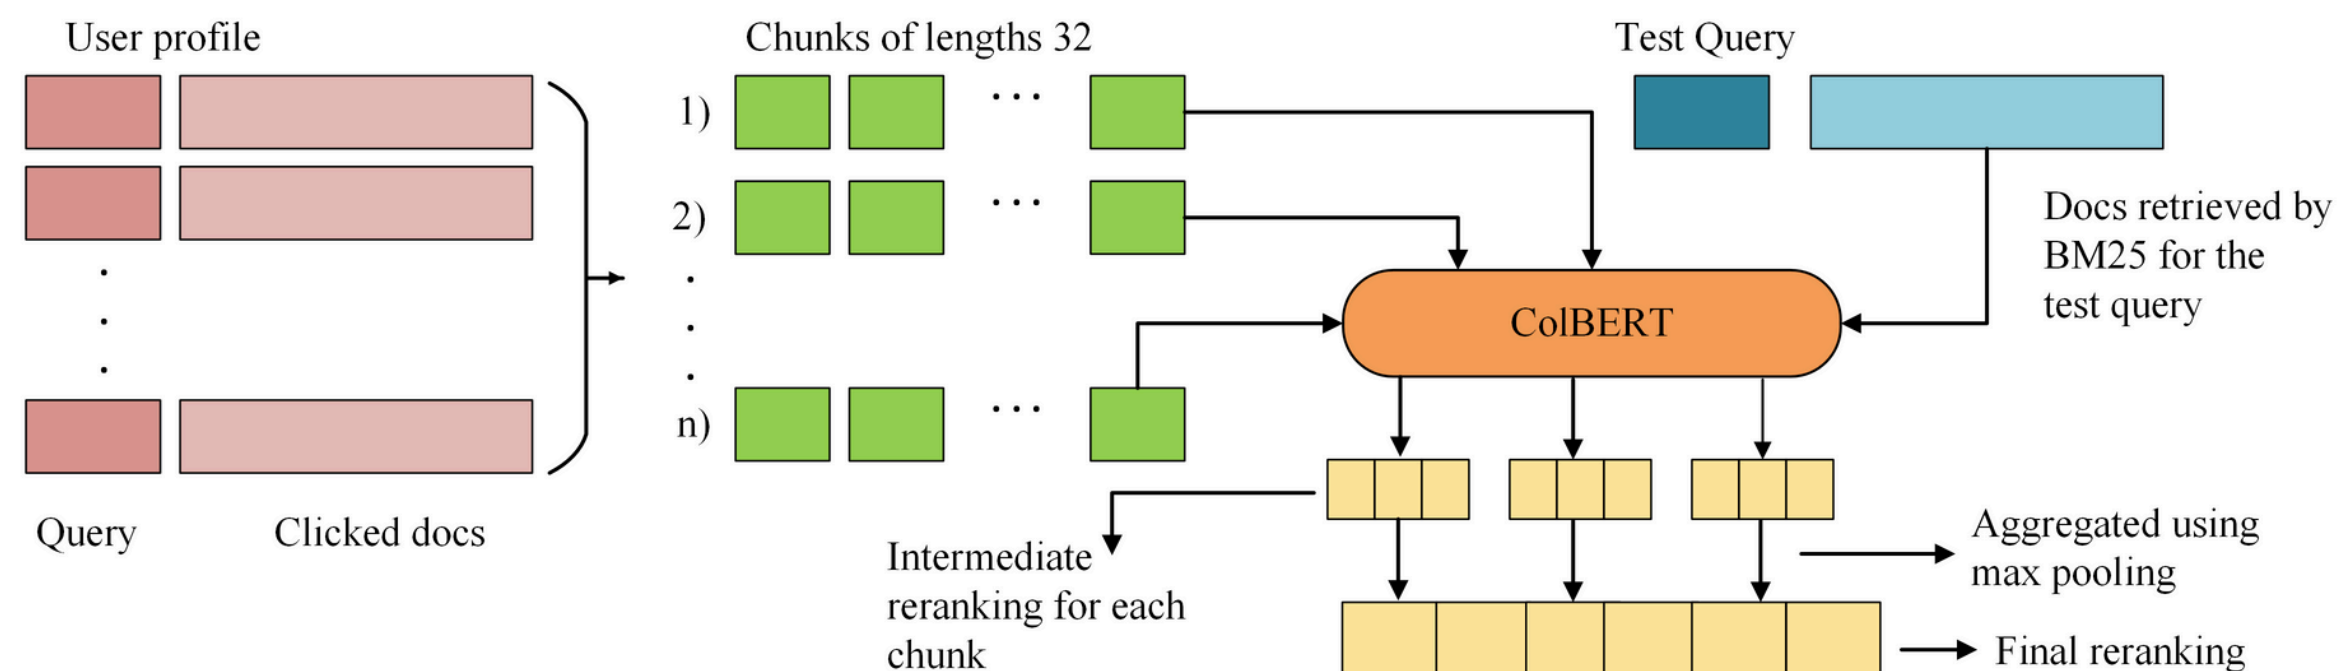 User profile
Chunks of lengths 32
Test Query
1)
2)
n)
Docs retrieved by
BM25 for the
test query
ColBERT
Query
Clicked docs
Intermediate
reranking for each
chunk
Aggregated using
max pooling
Final reranking